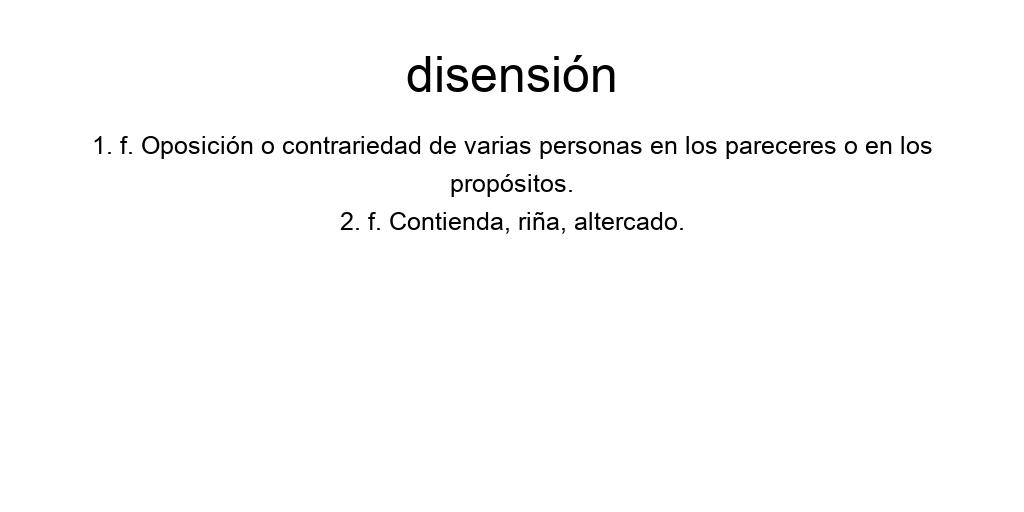 disensión
1. f. Oposición o contrariedad de varias personas en los pareceres o en los
propósitos.
2. f. Contienda, riña, altercado.